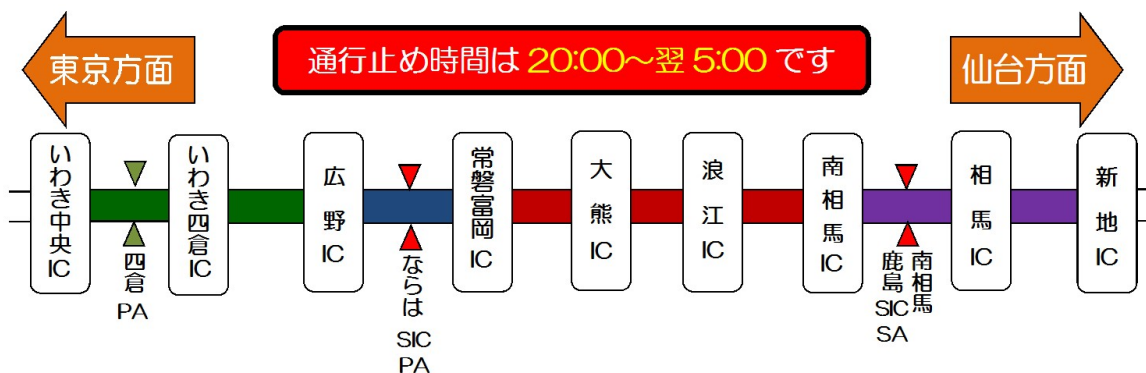 東京方面
通行止め時間は 20:00～翌 5:00 です
仙台方面
いわき中央IC
いわき四倉IC
広野IC
常磐富岡IC
大熊IC
浪江IC
南相馬IC
相馬IC
新地IC
四倉PA
ならは
SIC
PA
南相馬
鹿島SIC
SA